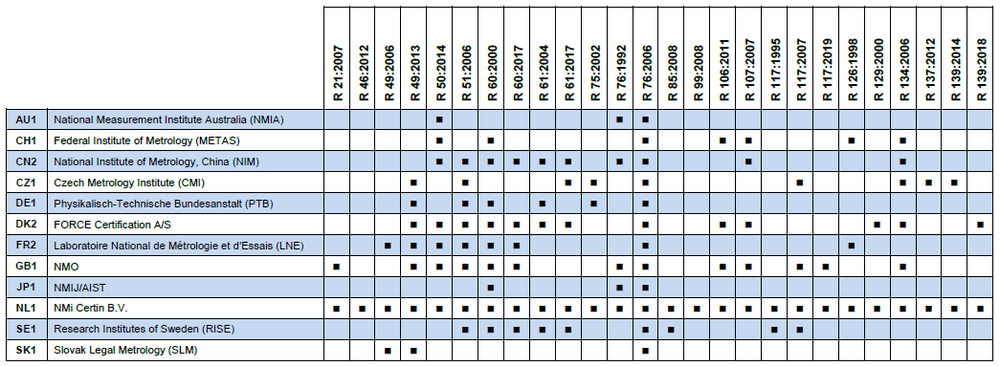 R 21:2007
R 46:2012
R 49:2006
R 49:2013
R 50:2014
R 51:2006
R 60:2000
R 60:2017
R 61:2004
R 61:2017
R 75:2002
R 76:1992
R 76:2006
R 85:2008
R 99:2008
R 106:2011
R 107:2007
R 117:1995
R 117:2007
R 117:2019
R 126:1998
R 129:2000
R 134:2006
R 137:2012
R 139:2014
R 139:2018
AU1 National Measurement Institute Australia (NMIA)
CH1 Federal Institute of Metrology (METAS)
CN2 National Institute of Metrology, China (NIM)
CZ1 Czech Metrology Institute (CMI)
DE1 Physikalisch-Technische Bundesanstalt (PTB)
DK2 FORCE Certification A/S
FR2 Laboratoire National de Métrologie et d'Essais (LNE)
GB1 NMO
JP1 NMIJ/AIST
NL1 NMi Certin B.V.
SE1 Research Institutes of Sweden (RISE)
SK1 Slovak Legal Metrology (SLM)